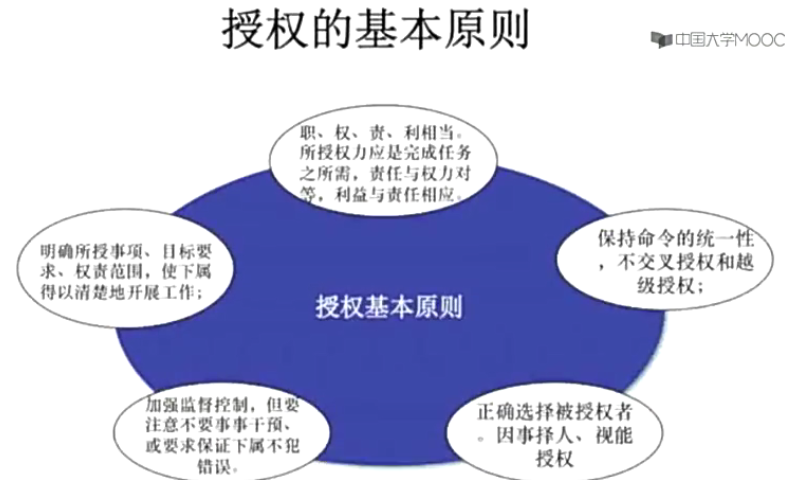 授权的基本原则
中国大学MOOC
职、权、责、利相当。
所授权力应是完成任务
之所需，责任与权力对
等，利益与责任相应。
明确所授事项、目标要
求、权责范围，使下属
得以清楚地开展工作；
保持命令的统一性
，不交叉授权和越
级授权；
授权基本原则
加强监督控制，但要
注意不要事事干预、
或要求保证下属不犯
错误。
正确选择被授权者
。因事择人、视能
授权